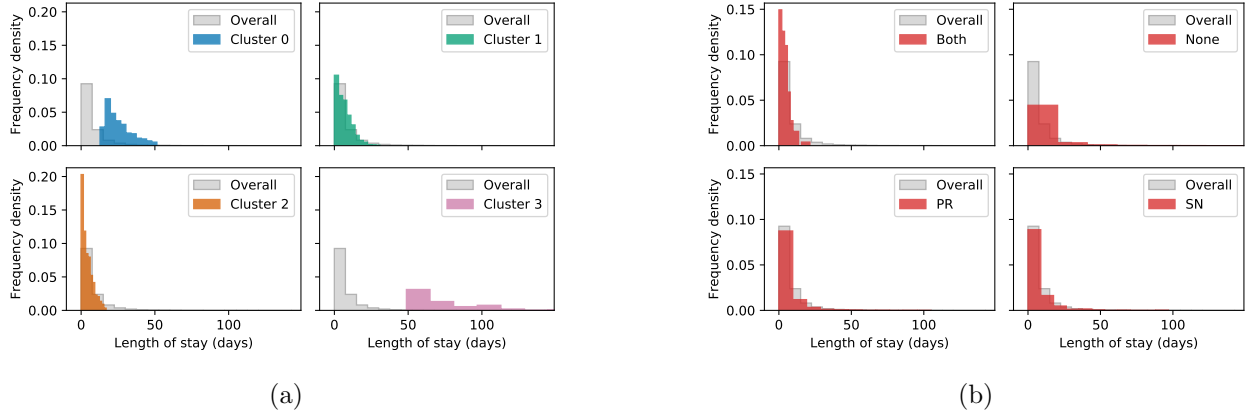 Frequency density
0.20
0.15
0.10
0.05
0.00
Overall
Cluster 0
Overall
Cluster 1
Frequency density
0.20
0.15
0.10
0.05
0.00
Overall
Cluster 2
Overall
Cluster 3
0 50 100
Length of stay (days)
0 50 100
Length of stay (days)
(a)
Frequency density
0.15
0.10
0.05
0.00
Overall
Both
Overall
None
Frequency density
0.15
0.10
0.05
0.00
Overall
PR
Overall
SN
0 50 100
Length of stay (days)
0 50 100
Length of stay (days)
(b)